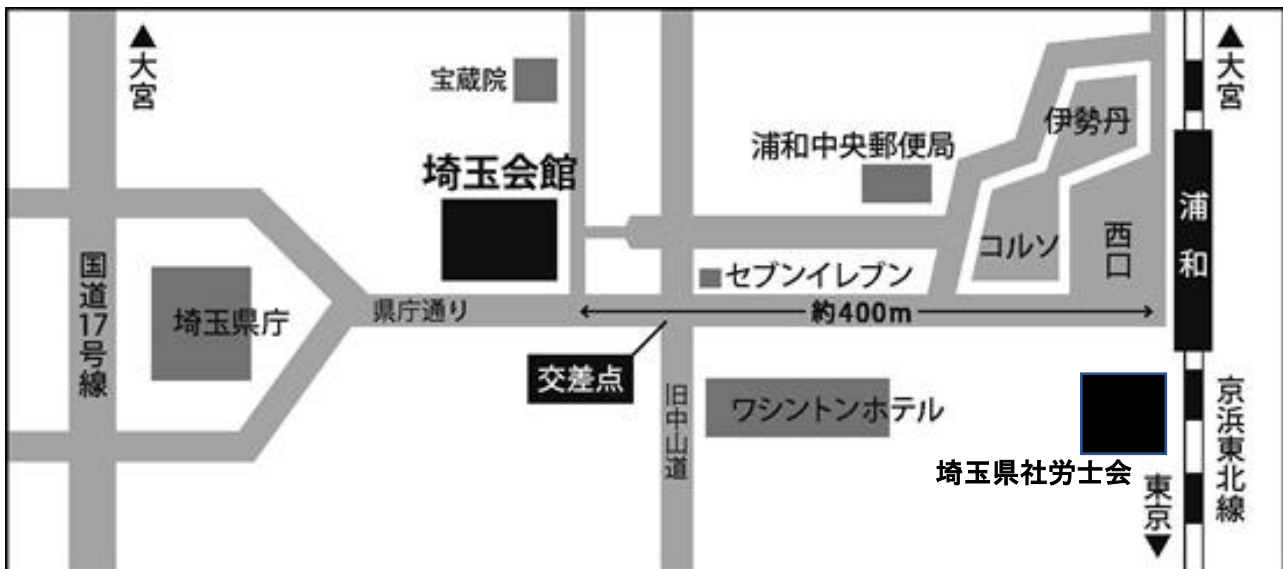 ▲大宮
宝蔵院
埼玉会館
浦和中央郵便局
伊勢丹
▲大宮
浦和
西口
コルソ
セブンイレブン
国道17号線
埼玉県庁
県庁通り
約400m
交差点
旧中山道
ワシントンホテル
埼玉県社労士会
京浜東北線
東京▼